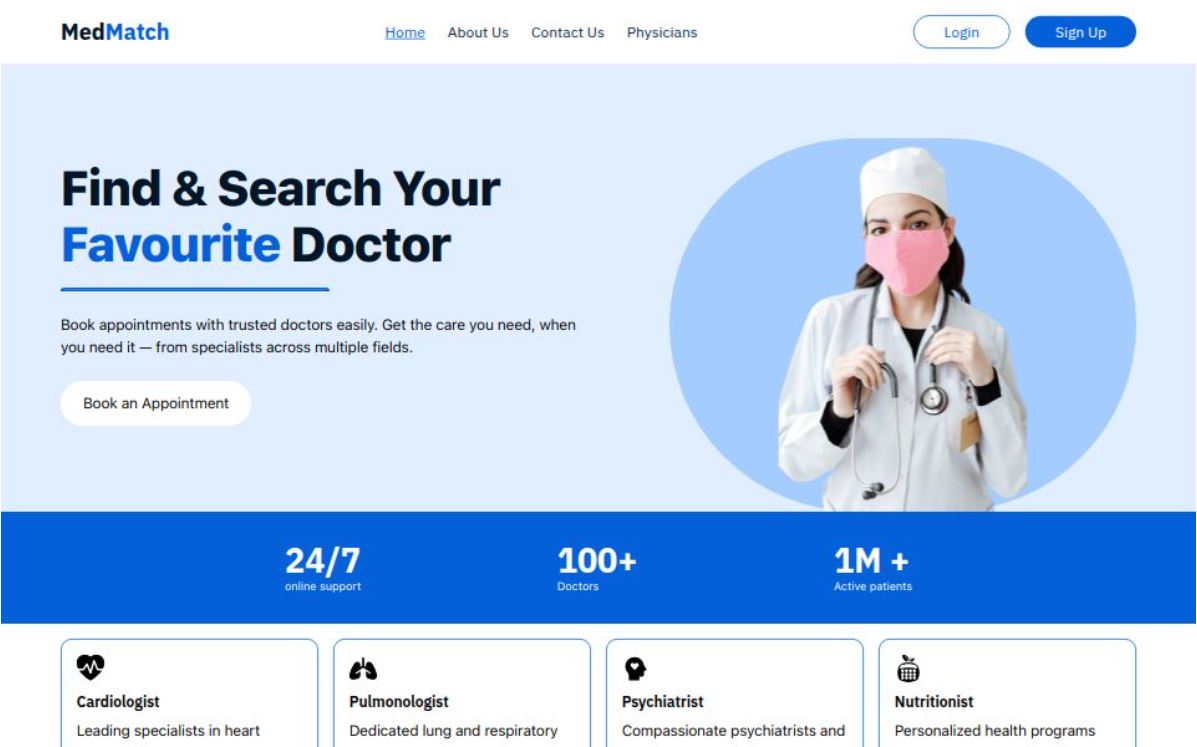 MedMatch
Home
About Us
Contact Us
Physicians
Login
Sign Up
Find & Search Your
Favourite Doctor
Book appointments with trusted doctors easily. Get the care you need, when
you need it — from specialists across multiple fields.
Book an Appointment
24/7
online support
100+
Doctors
1M +
Active patients
Cardiologist
Leading specialists in heart
Pulmonologist
Dedicated lung and respiratory
Psychiatrist
Compassionate psychiatrists and
Nutritionist
Personalized health programs